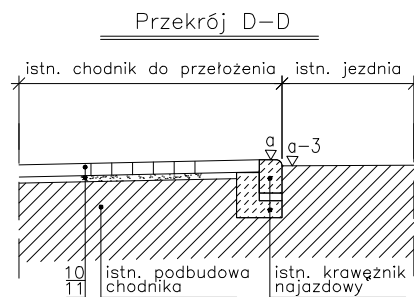 Przekrój D–D
istn. chodnik do przełożenia
istn. jezdnia
a
a-3
10
11
istn. podbudowa
chodnika
istn. krawężnik
najazdowy